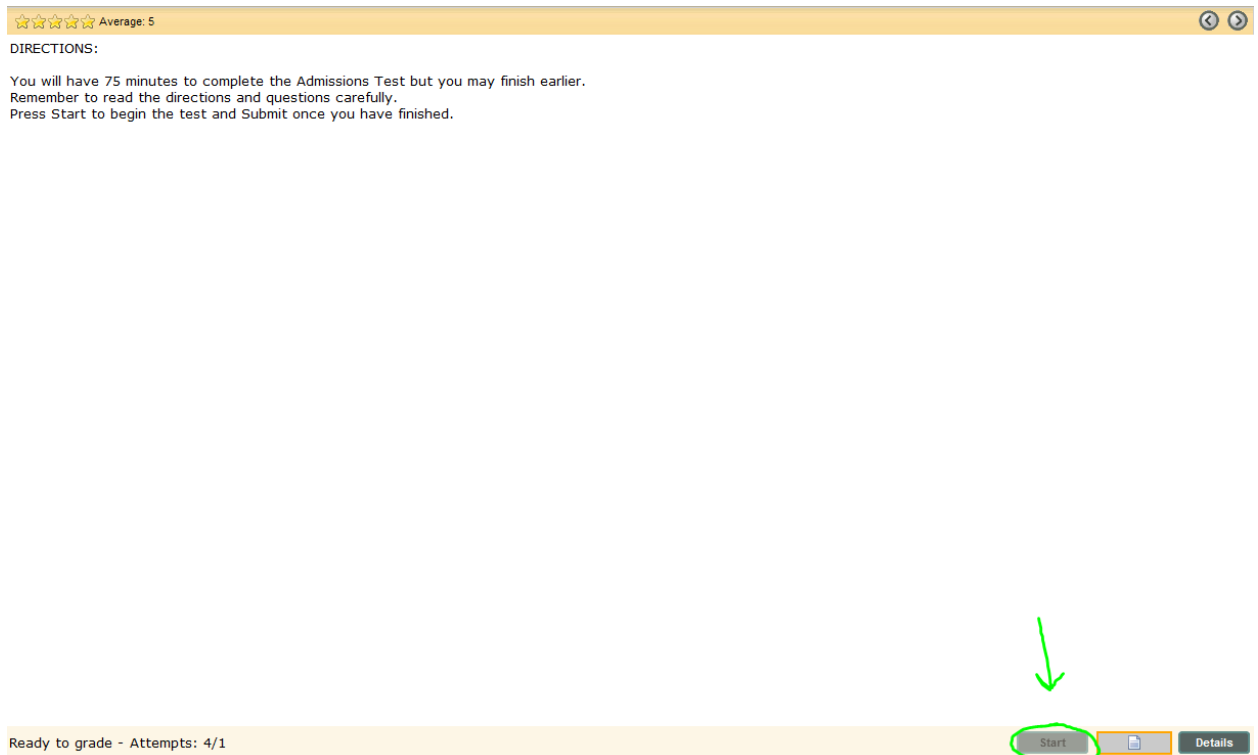 Average: 5
DIRECTIONS:
You will have 75 minutes to complete the Admissions Test but you may finish earlier.
Remember to read the directions and questions carefully.
Press Start to begin the test and Submit once you have finished.
Ready to grade - Attempts: 4/1
Start
Details